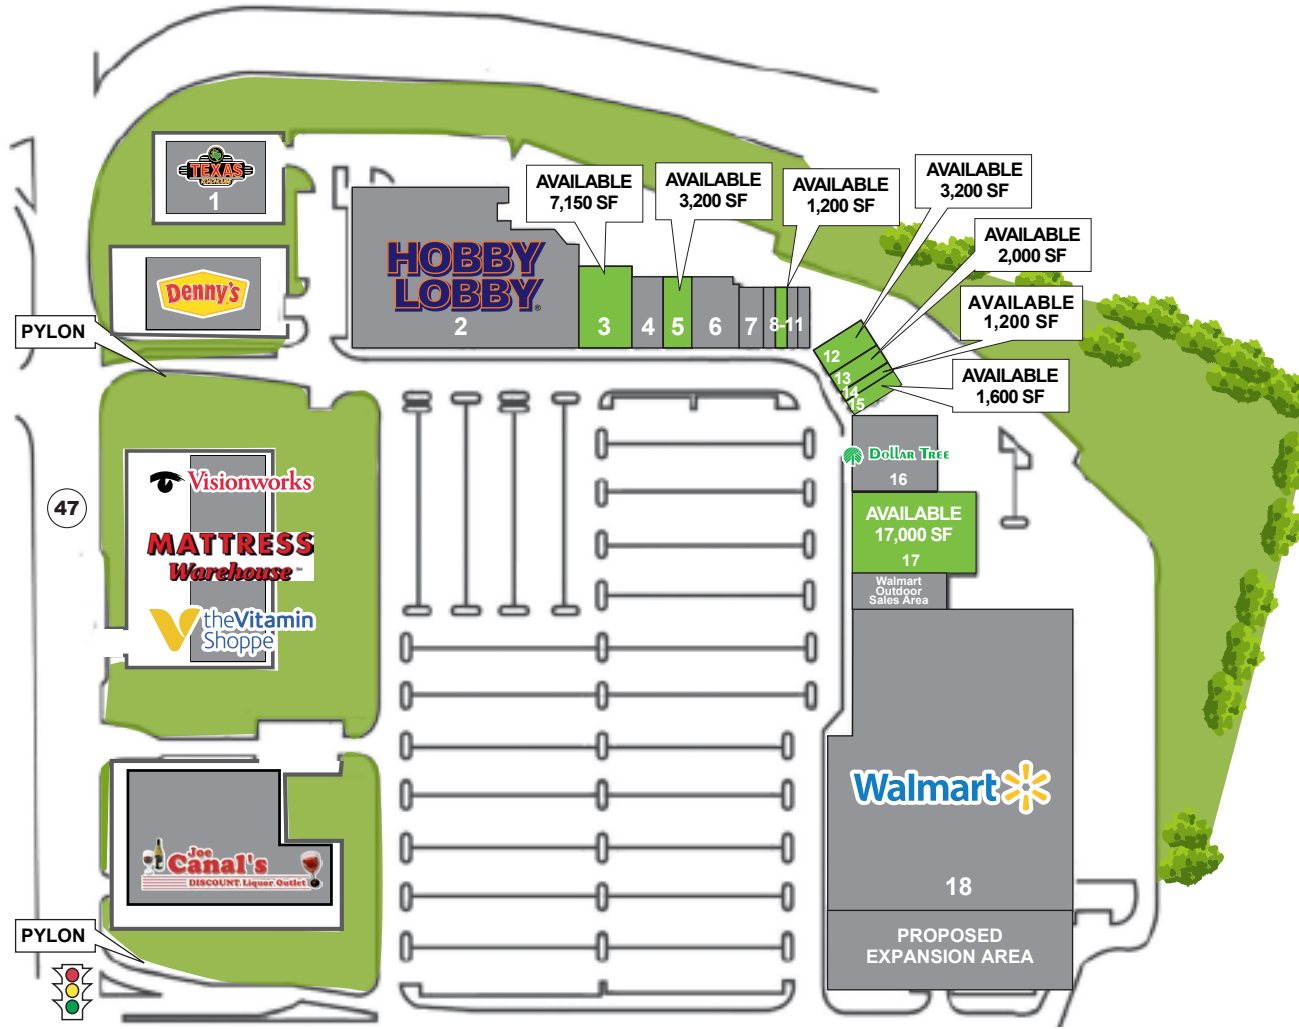 AVAILABLE
7,150 SF
AVAILABLE
3,200 SF
AVAILABLE
1,200 SF
AVAILABLE
3,200 SF
AVAILABLE
2,000 SF
AVAILABLE
1,200 SF
AVAILABLE
1,600 SF
TEXAS
ROADHOUSE
1
Denny's
PYLON
HOBBY
LOBBY®
2
3
4
5
6
7
8-11
12
13
14
15
Dollar Tree
16
AVAILABLE
17,000 SF
17
Walmart
Outdoor
Sales Area
47
Visionworks
MATTRESS
Warehouse
theVitamin
Shoppe
Walmart
18
PROPOSED
EXPANSION AREA
Joe
Canal's
DISCOUNT Liquor Outlet
PYLON